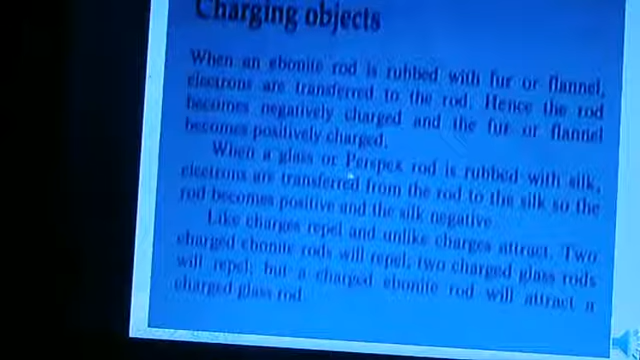 Charging objects
When an ebonite rod is rubbed with fur or flannel,
electrons are transferred to the rod. Hence the rod
becomes negatively charged and the fur or flannel
becomes positively charged.
When a glass or Perspex rod is rubbed with silk,
electrons are transferred from the rod to the silk so the
rod becomes positive and the silk negative
Like charges repel and unlike charges attract. Two
charged ebonite rods will repel; two charged glass rods
will repel; but a charged ebonite rod will attract a
charged glass rod